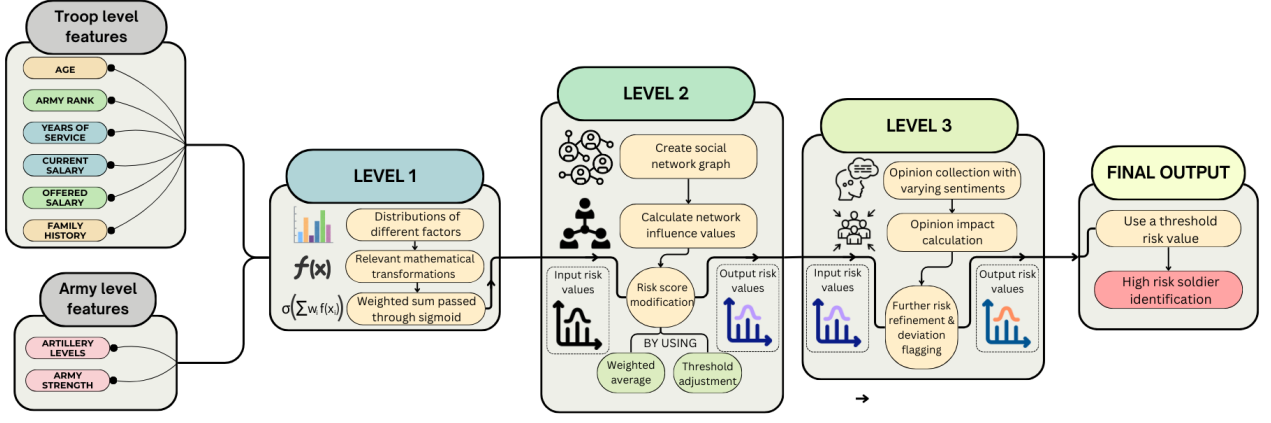 Troop level
features
AGE
ARMY RANK
YEARS OF
SERVICE
CURRENT
SALARY
OFFERED
SALARY
FAMILY
HISTORY
Army level
features
ARTILLERY
LEVELS
ARMY
STRENGTH
LEVEL 1
Distributions of
different factors
f(x)
Relevant mathematical
transformations
σ(∑wᵢ f(xᵢ))
Weighted sum passed
through sigmoid
LEVEL 2
Create social
network graph
Calculate network
influence values
Input risk
values
Risk score
modification
Output risk
values
BY USING
Weighted
average
Threshold
adjustment
LEVEL 3
Opinion collection with
varying sentiments
Opinion impact
calculation
Input risk
values
Further risk
refinement &
deviation
flagging
Output risk
values
FINAL OUTPUT
Use a threshold
risk value
High risk soldier
identification